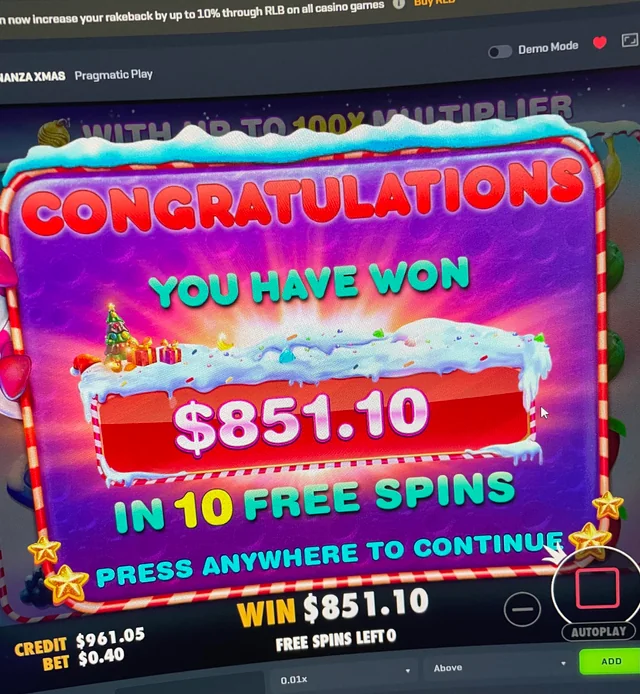 now increase your rakeback by up to 10% through RLB on all casino games
Buy RLB
Demo Mode
NANZA XMAS Pragmatic Play
WITH UP TO 100X MULTIPLIER
CONGRATULATIONS
YOU HAVE WON
$851.10
IN 10 FREE SPINS
PRESS ANYWHERE TO CONTINUE
WIN $851.10
CREDIT $961.05
FREE SPINS LEFT 0
BET $0.40
AUTOPLAY
0.01x
Above
ADD